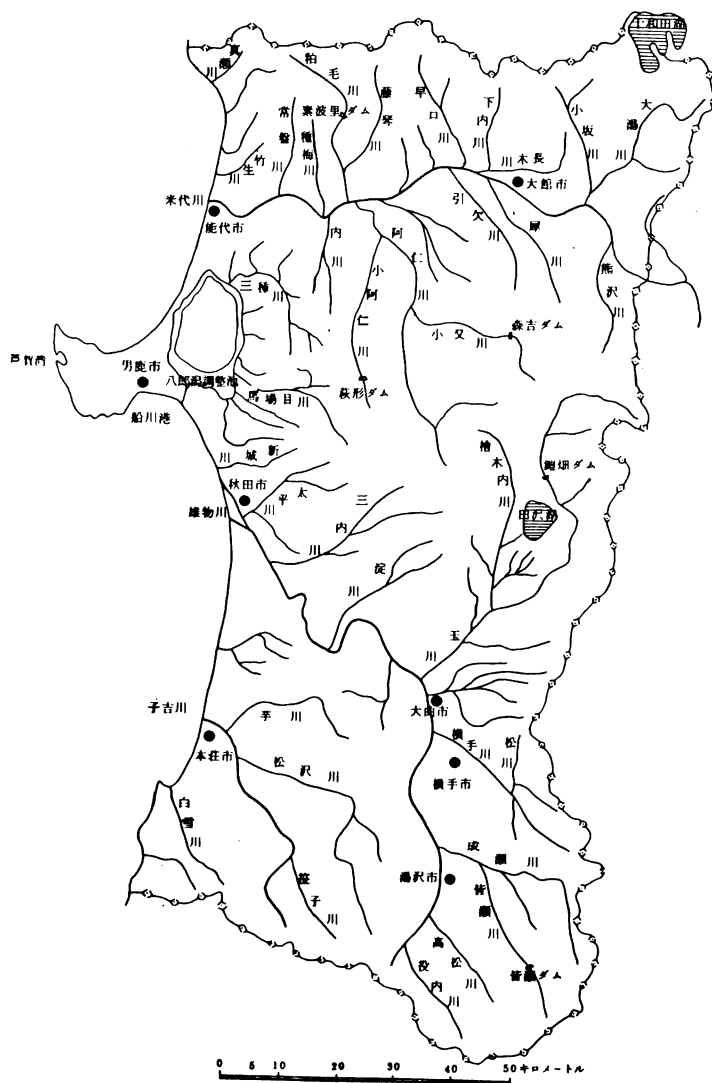 十和田湖
真瀬川
粕毛川
素波里ダム
藤琴川
早口川
下内川
長木川
小坂川
大湯川
常盤川
種梅川
竹生川
米代川
能代市
大館市
引欠川
犀川
熊沢川
内川
阿仁川
小阿仁川
小又川
森吉ダム
萩形ダム
三種川
八郎潟調整池
馬場目川
男鹿市
船川港
新城川
秋田市
太平川
雄物川
三内川
淀川
檜木内川
鎧畑ダム
田沢湖
玉川
大曲市
子吉川
本荘市
芋川
松沢川
横手川
松川
横手市
白雪川
笹子川
湯沢市
成瀬川
皆瀬川
皆瀬ダム
高松川
役内川
0 5 10 20 30 40 50キロメートル